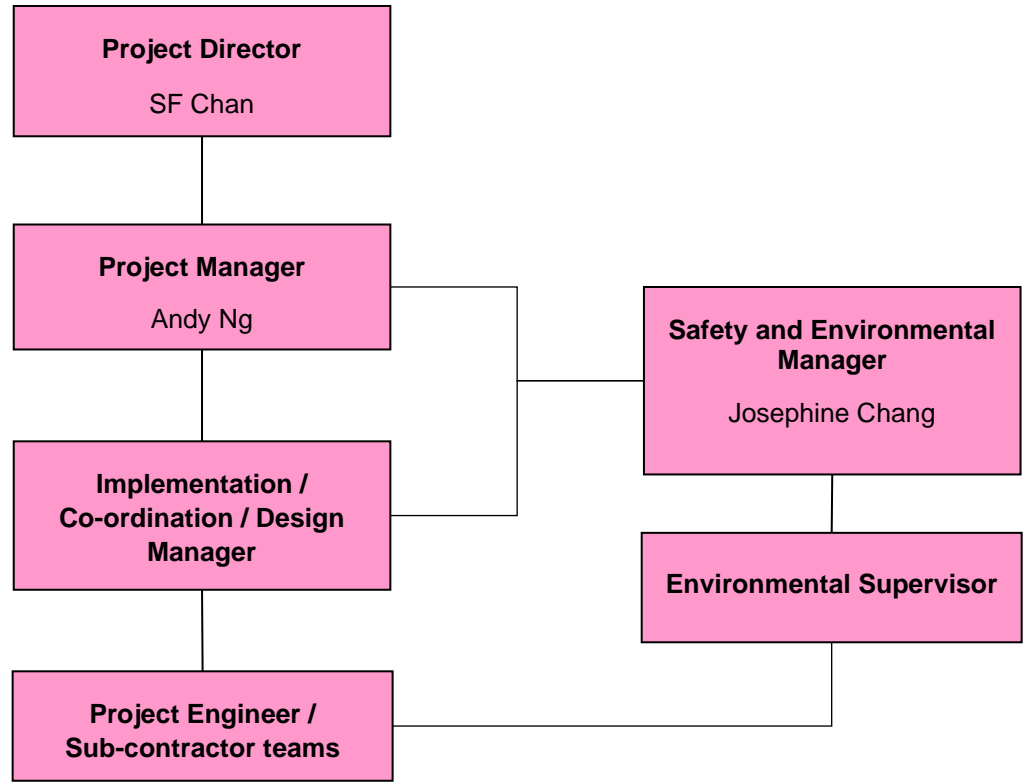 Project Director
SF Chan
Project Manager
Andy Ng
Safety and Environmental
Manager
Josephine Chang
Implementation /
Co-ordination / Design
Manager
Environmental Supervisor
Project Engineer /
Sub-contractor teams